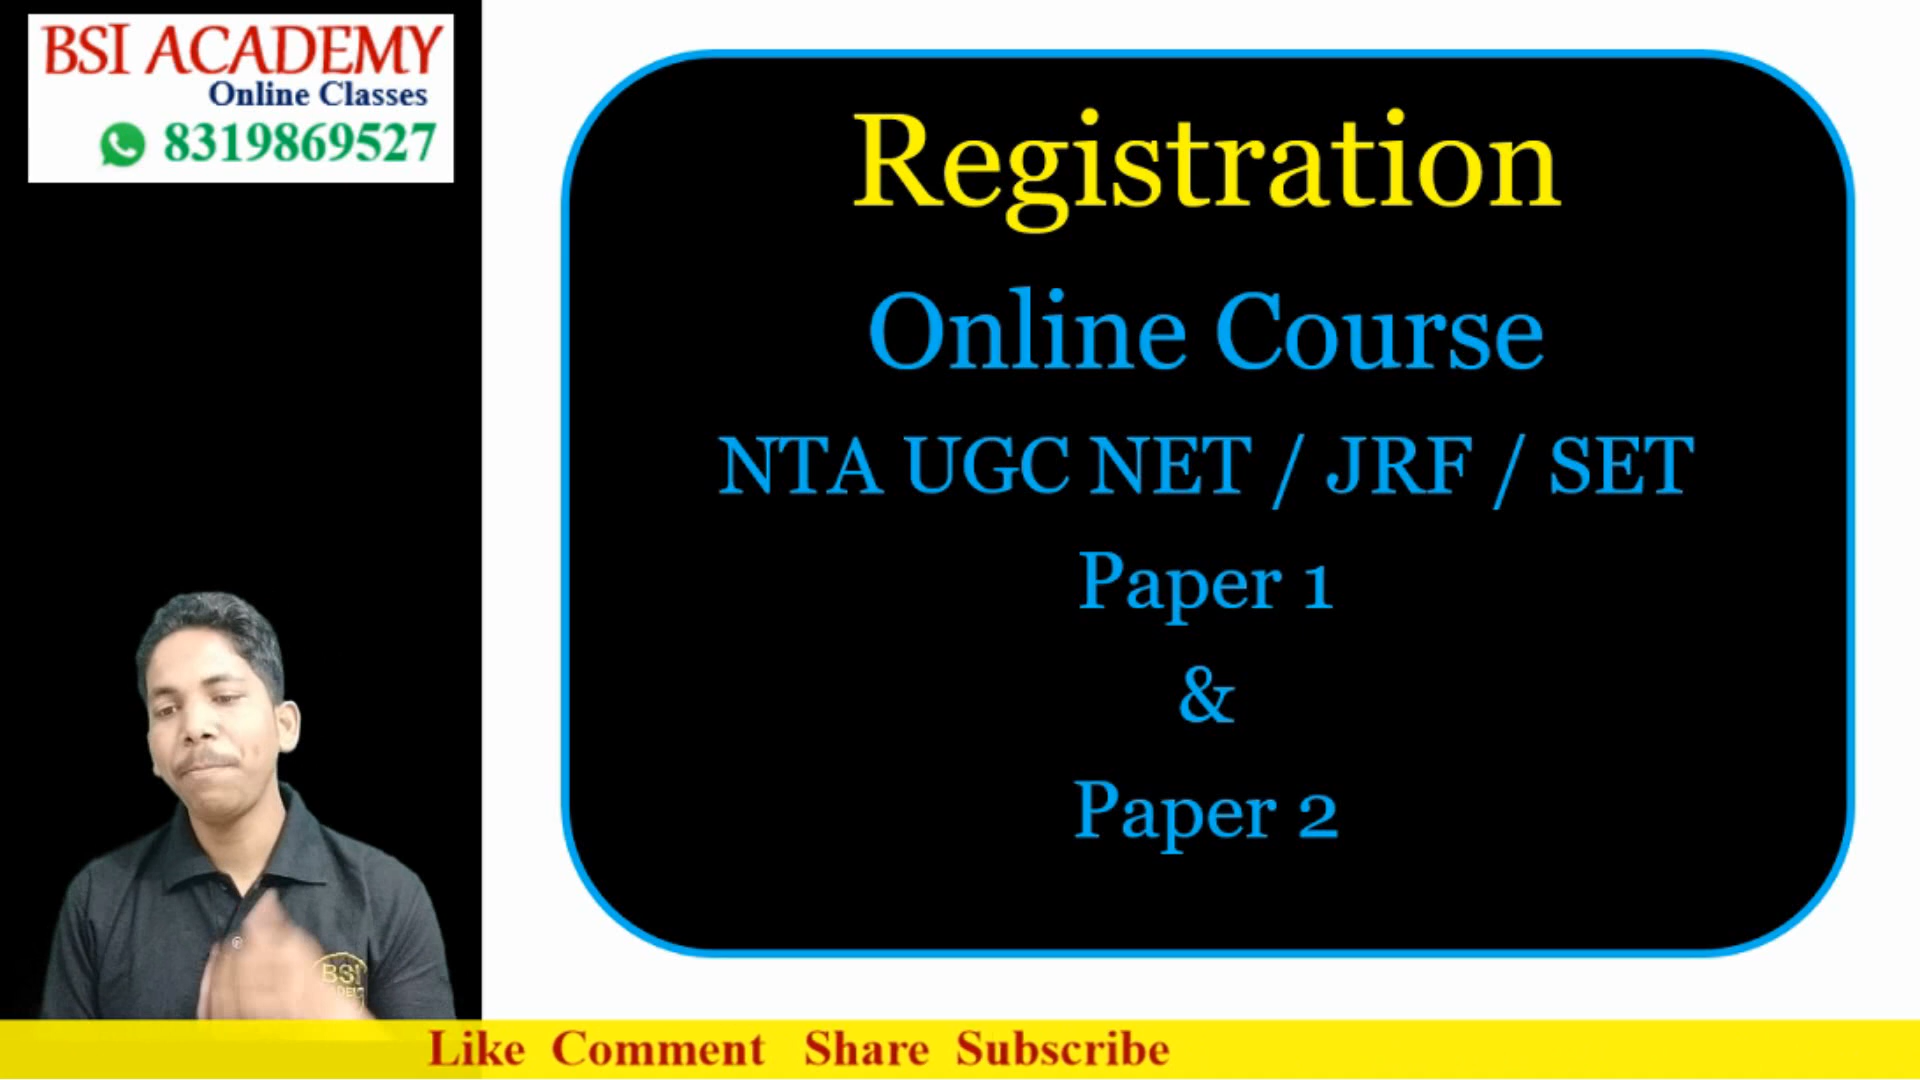 BSI ACADEMY
Online Classes
8319869527
Registration
Online Course
NTA UGC NET / JRF / SET
Paper 1
&
Paper 2
BSI
Like Comment Share Subscribe